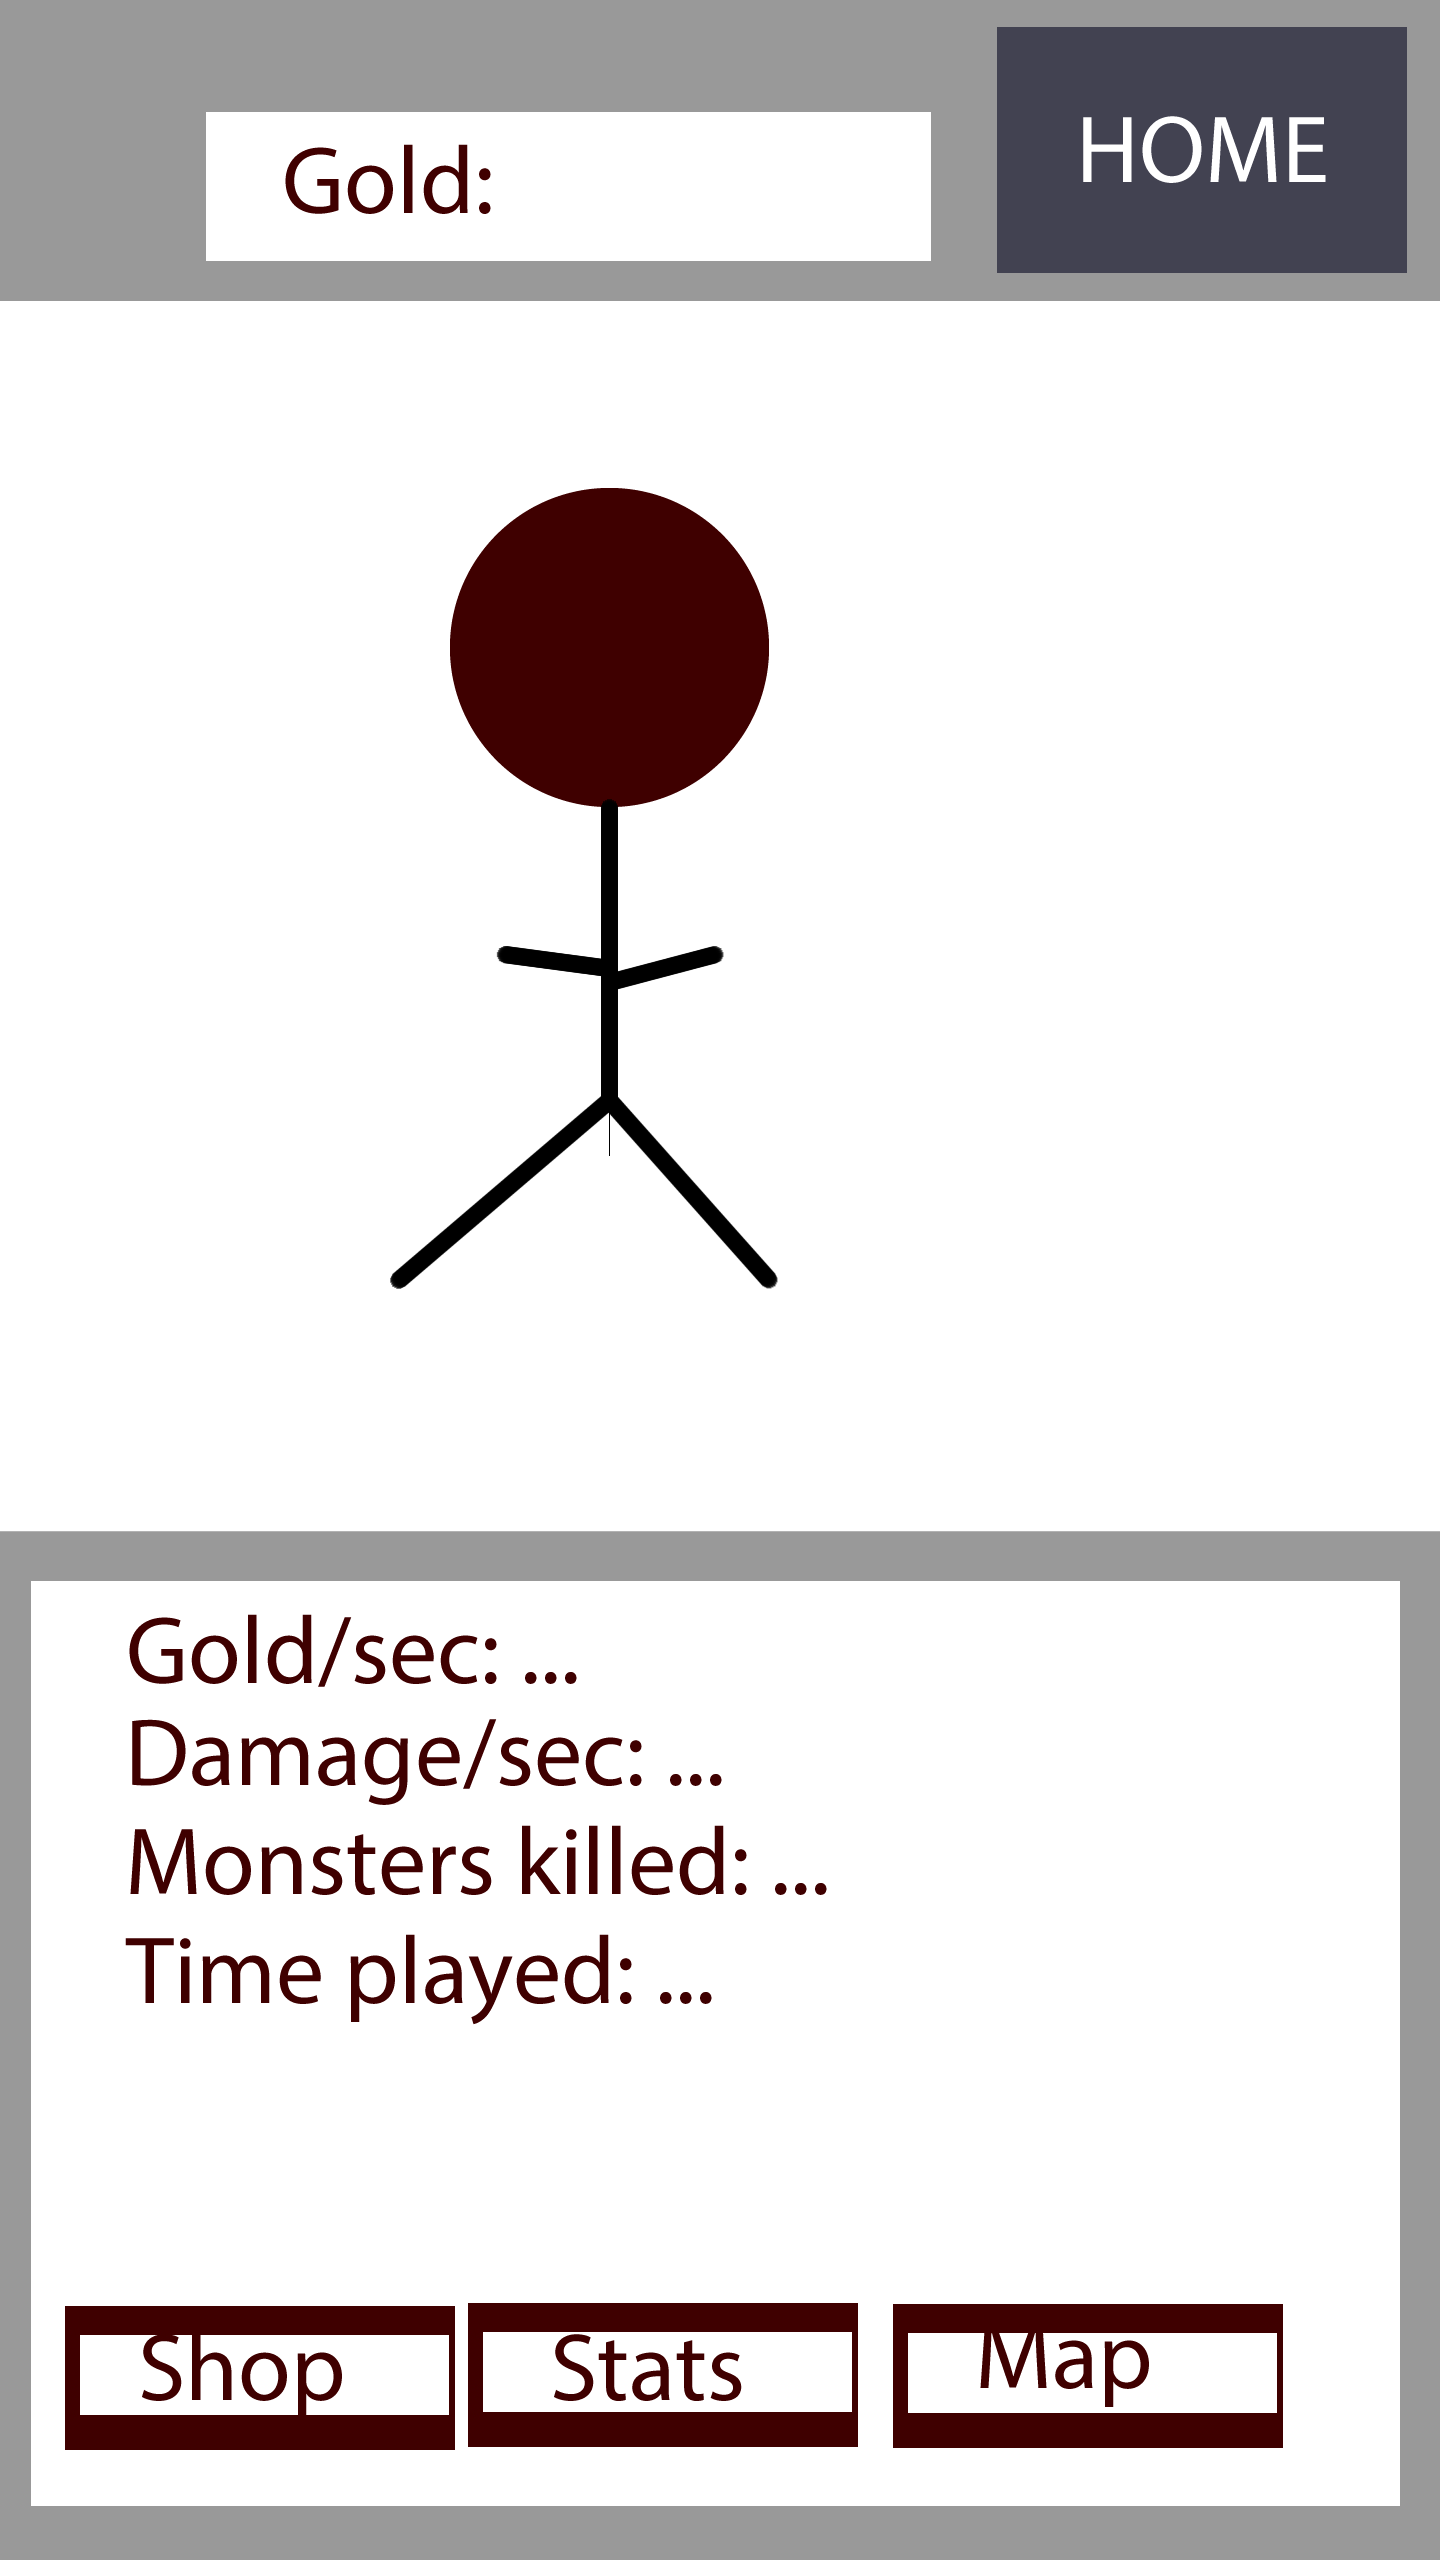 HOME
Gold:
Gold/sec: ...
Damage/sec: ...
Monsters killed: ...
Time played: ...
Shop
Stats
Map